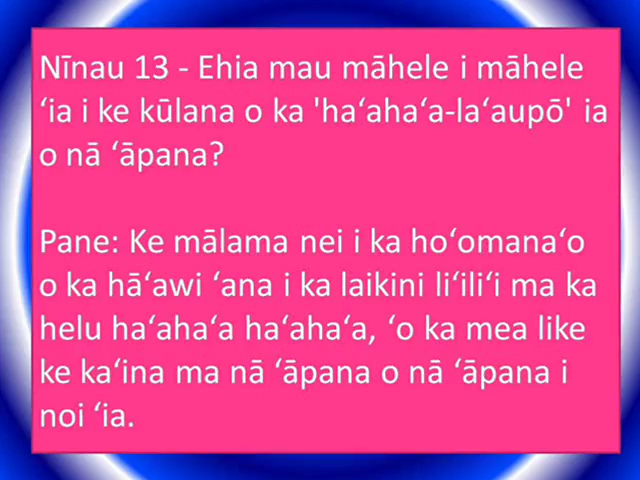 Nīnau 13 - Ehia mau māhele i māhele
ʻia i ke kūlana o ka 'haʻahaʻa-laʻaupō' ia
o nā ʻāpana?
Pane: Ke mālama nei i ka hoʻomanaʻo
o ka hāʻawi ʻana i ka laikini liʻiliʻi ma ka
helu haʻahaʻa haʻahaʻa, ʻo ka mea like
ke kaʻina ma nā ʻāpana o nā ʻāpana i
noi ʻia.